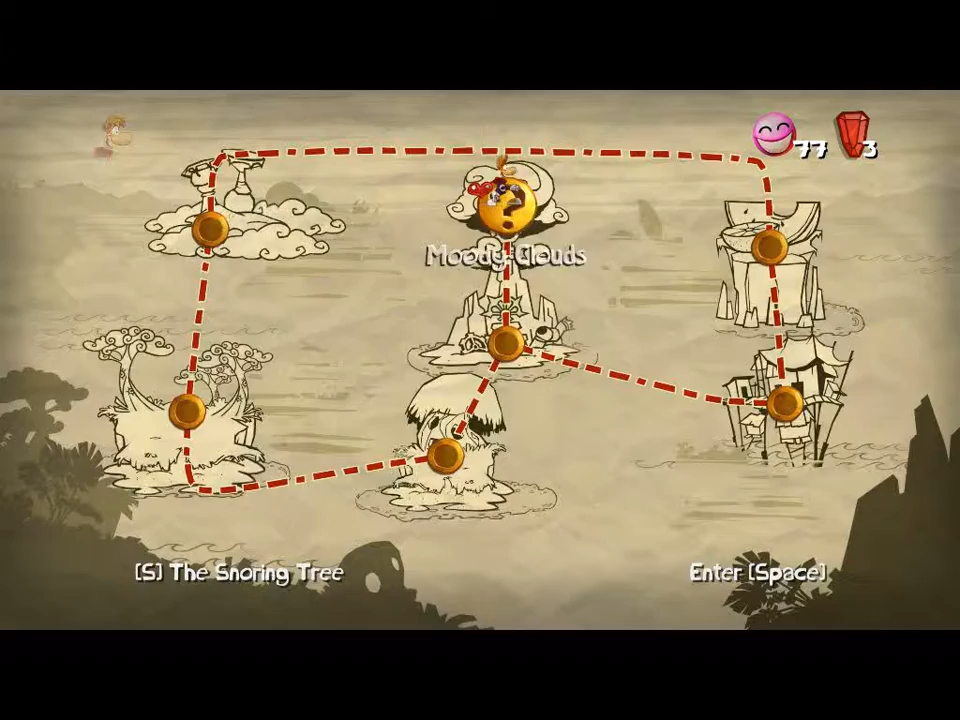 77 3
?
Moody Clouds
[S] The Snoring Tree
Enter [Space]